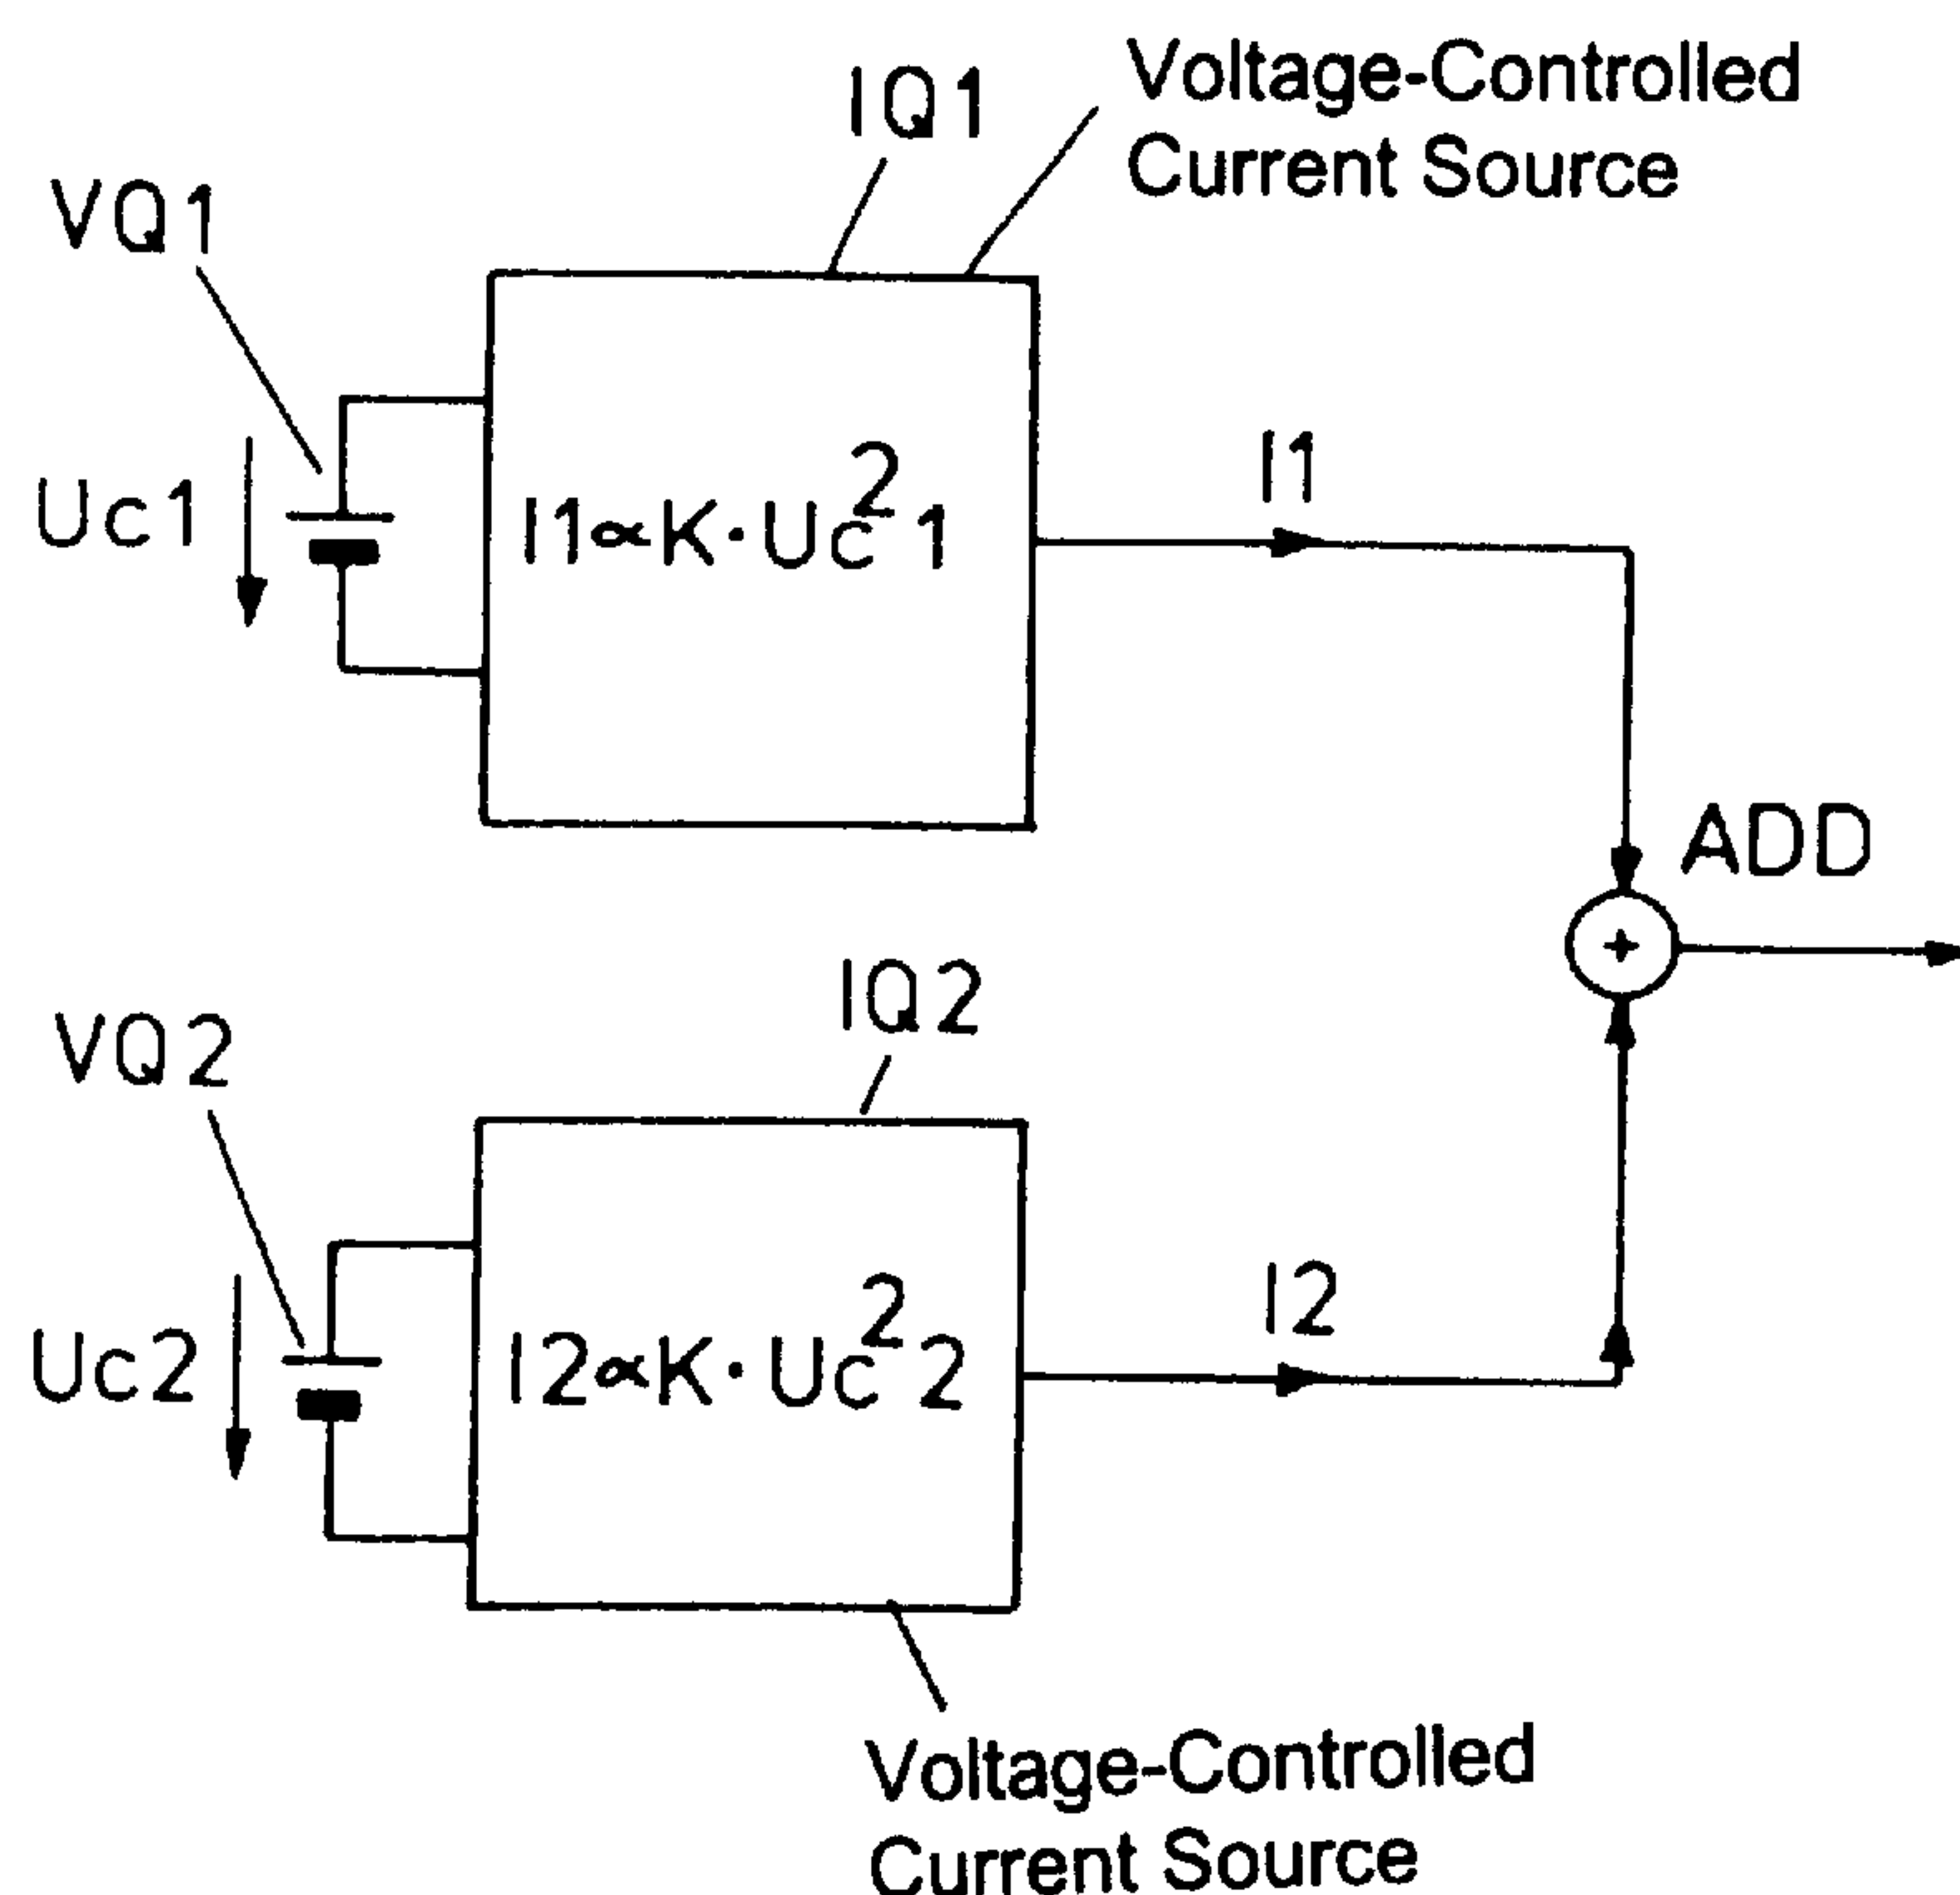 IQ1
Voltage-Controlled
Current Source
VQ1
Uc1
I1∝K·Uc²1
I1
ADD
+
IQ2
VQ2
Uc2
I2∝K·Uc²2
I2
Voltage-Controlled
Current Source